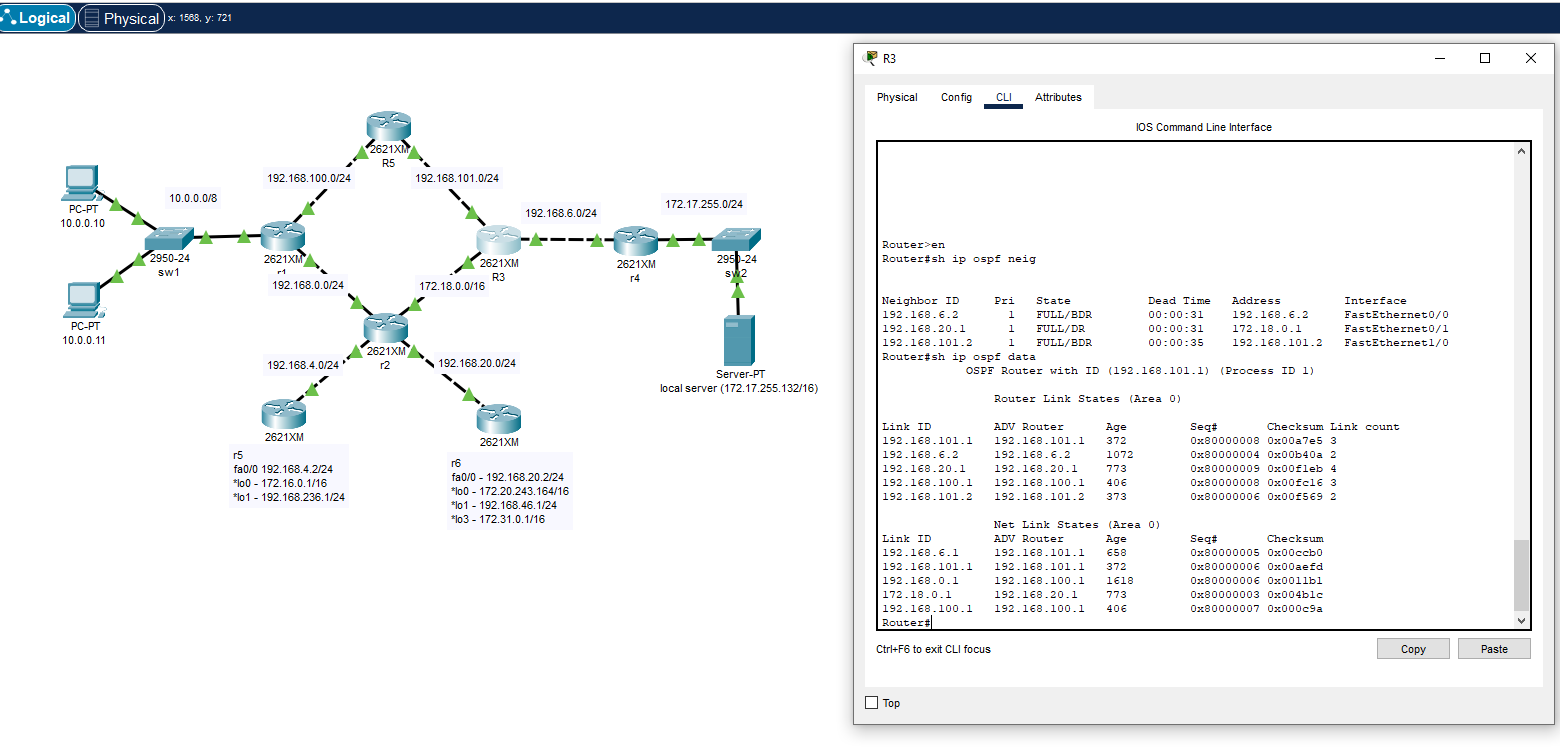 Logical Physical x: 1568, y: 721
2621XM
R5
192.168.100.0/24
192.168.101.0/24
PC-PT
10.0.0.10
10.0.0.0/8
2950-24
sw1
2621XM
r1
192.168.6.0/24
172.17.255.0/24
2621XM
R3
2621XM
r4
2950-24
sw2
192.168.0.0/24
172.18.0.0/16
PC-PT
10.0.0.11
2621XM
r2
192.168.4.0/24
192.168.20.0/24
Server-PT
local server (172.17.255.132/16)
2621XM
2621XM
r5
fa0/0 192.168.4.2/24
*lo0 - 172.16.0.1/16
*lo1 - 192.168.236.1/24
r6
fa0/0 - 192.168.20.2/24
*lo0 - 172.20.243.164/16
*lo1 - 192.168.46.1/24
*lo3 - 172.31.0.1/16
R3
Physical Config CLI Attributes
IOS Command Line Interface
Router>en
Router#sh ip ospf neig
Neighbor ID Pri State Dead Time Address Interface
192.168.6.2 1 FULL/BDR 00:00:31 192.168.6.2 FastEthernet0/0
192.168.20.1 1 FULL/DR 00:00:31 172.18.0.1 FastEthernet0/1
192.168.101.2 1 FULL/BDR 00:00:35 192.168.101.2 FastEthernet1/0
Router#sh ip ospf data
OSPF Router with ID (192.168.101.1) (Process ID 1)
Router Link States (Area 0)
Link ID ADV Router Age Seq# Checksum Link count
192.168.101.1 192.168.101.1 372 0x80000008 0x00a7e5 3
192.168.6.2 192.168.6.2 1072 0x80000004 0x00b40a 2
192.168.20.1 192.168.20.1 773 0x80000009 0x00f1eb 4
192.168.100.1 192.168.100.1 406 0x80000008 0x00fc16 3
192.168.101.2 192.168.101.2 373 0x80000006 0x00f569 2
Net Link States (Area 0)
Link ID ADV Router Age Seq# Checksum
192.168.6.1 192.168.101.1 658 0x80000005 0x00ccb0
192.168.101.1 192.168.101.1 372 0x80000006 0x00aefd
192.168.0.1 192.168.100.1 1618 0x80000006 0x0011b1
172.18.0.1 192.168.20.1 773 0x80000003 0x004b1c
192.168.100.1 192.168.100.1 406 0x80000007 0x000c9a
Router#
Ctrl+F6 to exit CLI focus
Copy Paste
Top